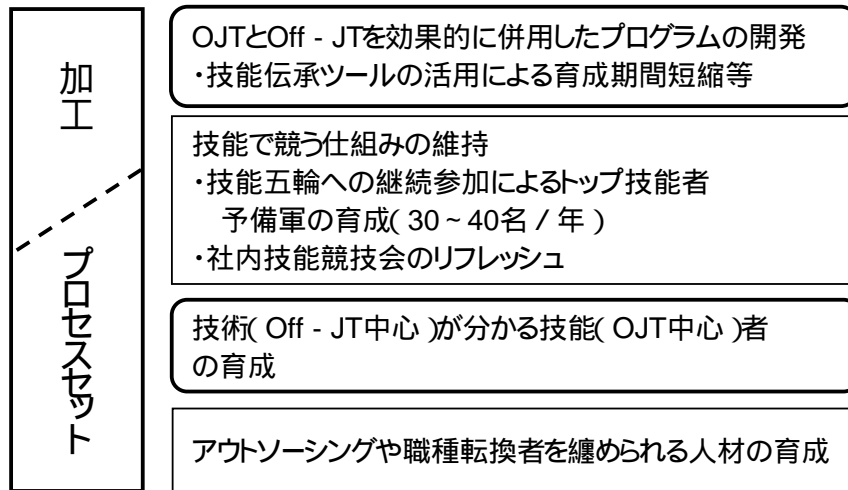 加工
プロセスセット
OJTとOff - JTを効果的に併用したプログラムの開発
・技能伝承ツールの活用による育成期間短縮等
技能で競う仕組みの維持
・技能五輪への継続参加によるトップ技能者
予備軍の育成( 30 ~ 40名 / 年 )
・社内技能競技会のリフレッシュ
技術( Off - JT中心 )が分かる技能( OJT中心 )者
の育成
アウトソーシングや職種転換者を纏められる人材の育成